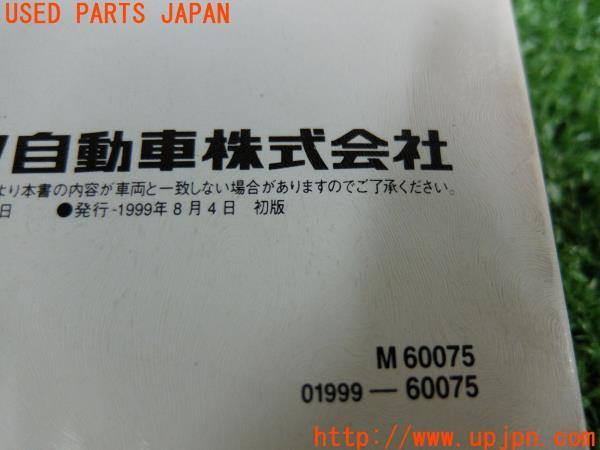 USED PARTS JAPAN
自動車株式会社
より本書の内容が車両と一致しない場合がありますのでご了承ください。
日 ●発行-1999年8月4日 初版
M 60075
01999－60075
http://www.upjpn.com